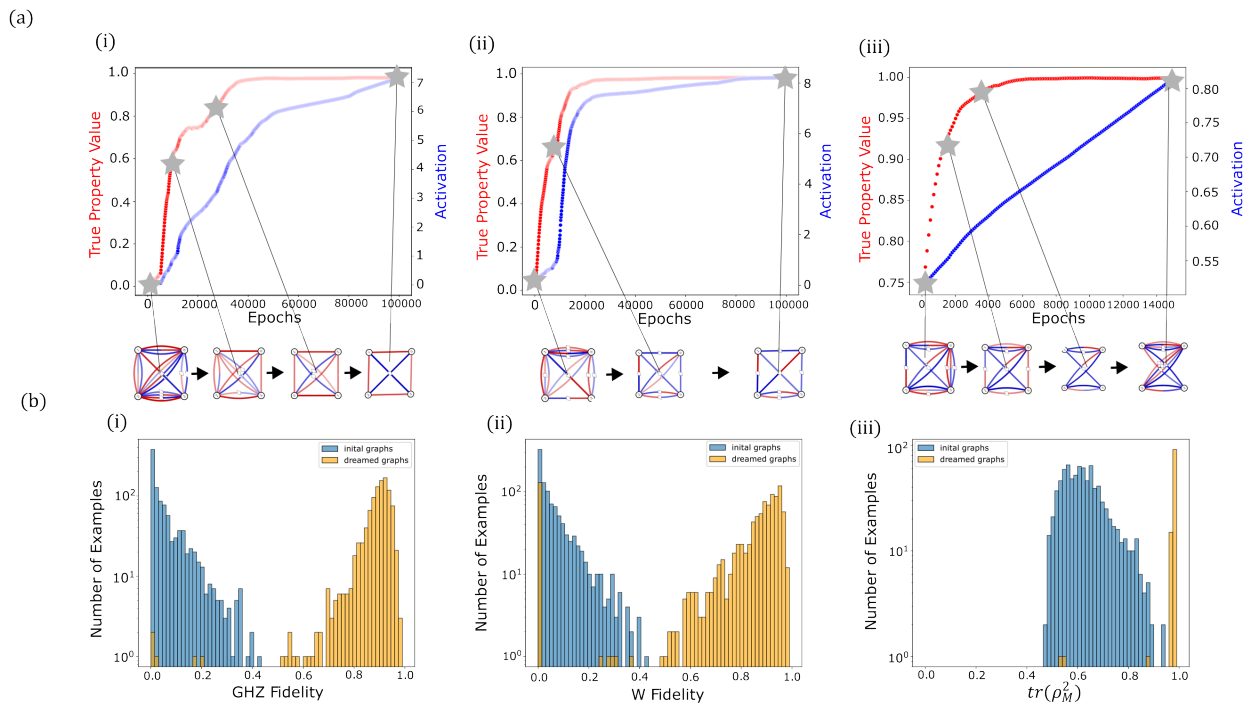 (a)
(i)
(ii)
(iii)
True Property Value
1.0
0.8
0.6
0.4
0.2
0.0
7
6
5
4
3
2
1
0
Activation
0
20000
40000
60000
80000
100000
Epochs
True Property Value
1.0
0.8
0.6
0.4
0.2
0.0
8
6
4
2
0
Activation
0
20000
40000
60000
80000
100000
Epochs
True Property Value
1.00
0.95
0.90
0.85
0.80
0.75
0.80
0.75
0.70
0.65
0.60
0.55
Activation
0
2000
4000
6000
8000
10000
12000
14000
Epochs
(b)
(i)
(ii)
(iii)
Number of Examples
10²
10¹
10⁰
inital graphs
dreamed graphs
0.0
0.2
0.4
0.6
0.8
1.0
GHZ Fidelity
Number of Examples
10²
10¹
10⁰
inital graphs
dreamed graphs
0.0
0.2
0.4
0.6
0.8
1.0
W Fidelity
Number of Examples
10²
10¹
10⁰
inital graphs
dreamed graphs
0.0
0.2
0.4
0.6
0.8
1.0
tr(ρ_M^2)